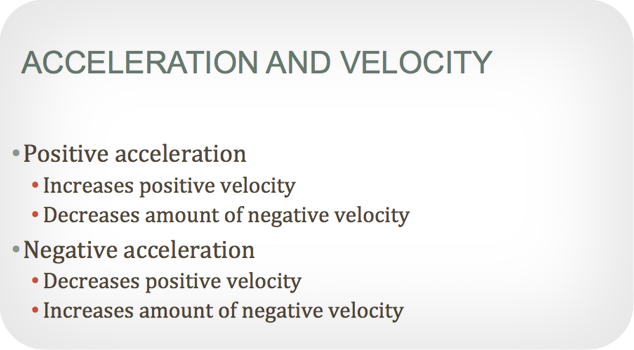 ACCELERATION AND VELOCITY
•Positive acceleration
•Increases positive velocity
•Decreases amount of negative velocity
•Negative acceleration
•Decreases positive velocity
•Increases amount of negative velocity